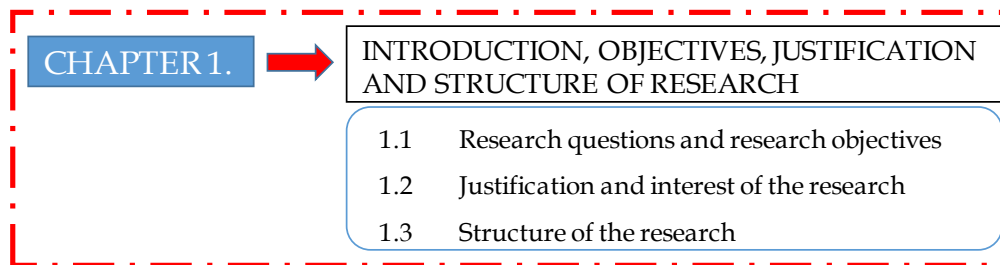 CHAPTER 1.
INTRODUCTION, OBJECTIVES, JUSTIFICATION
AND STRUCTURE OF RESEARCH
1.1 Research questions and research objectives
1.2 Justification and interest of the research
1.3 Structure of the research